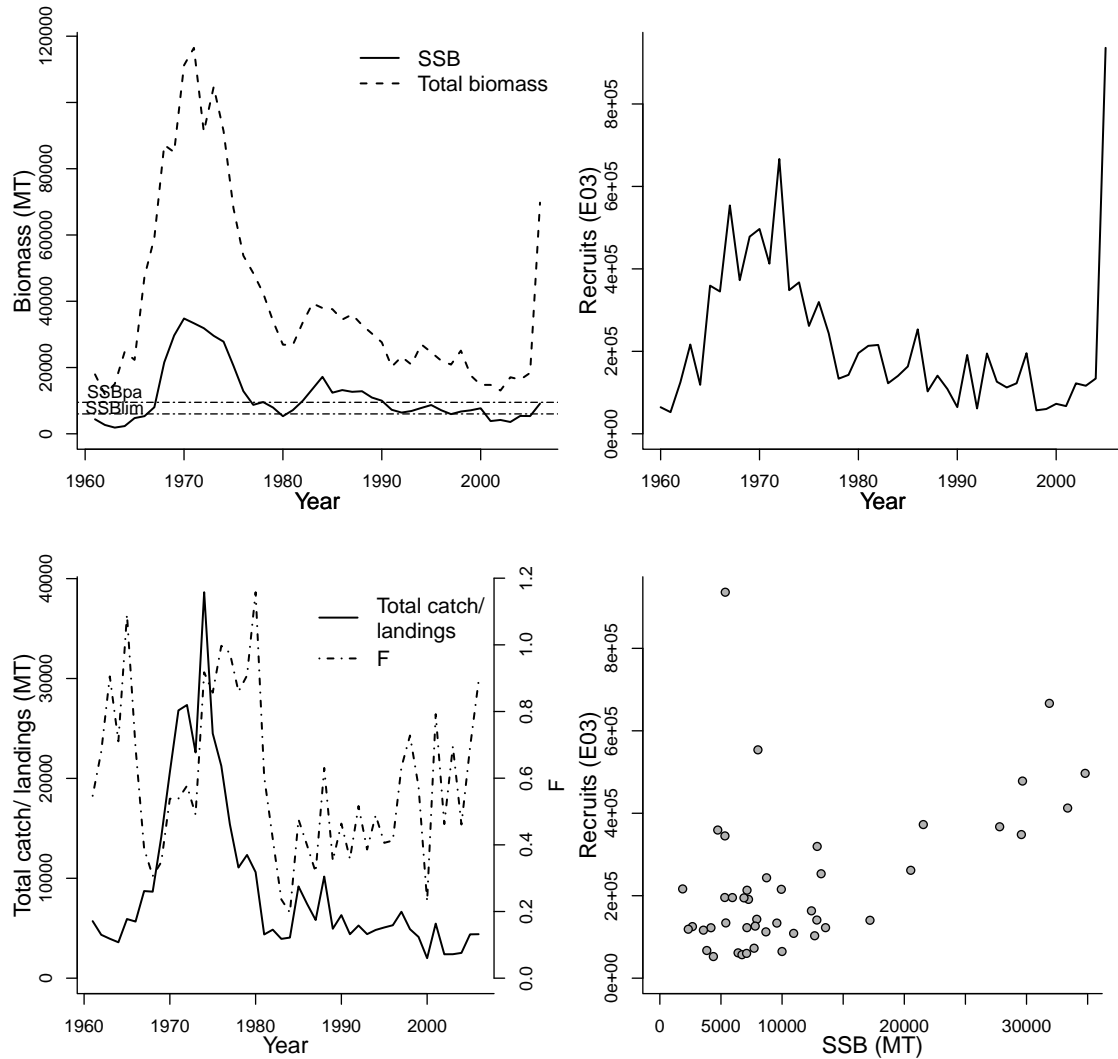 120000
80000
60000
40000
20000
0
Biomass (MT)
SSB
Total biomass
SSBpa
SSBlim
1960
1970
1980
1990
2000
Year
8e+05
6e+05
4e+05
2e+05
0e+00
Recruits (E03)
1960
1970
1980
1990
2000
Year
40000
30000
20000
10000
0
Total catch/ landings (MT)
Total catch/
landings
F
1.2
1.0
0.8
0.6
0.4
0.2
0.0
F
1960
1970
1980
1990
2000
Year
8e+05
6e+05
4e+05
2e+05
0e+00
Recruits (E03)
0
5000
10000
20000
30000
SSB (MT)